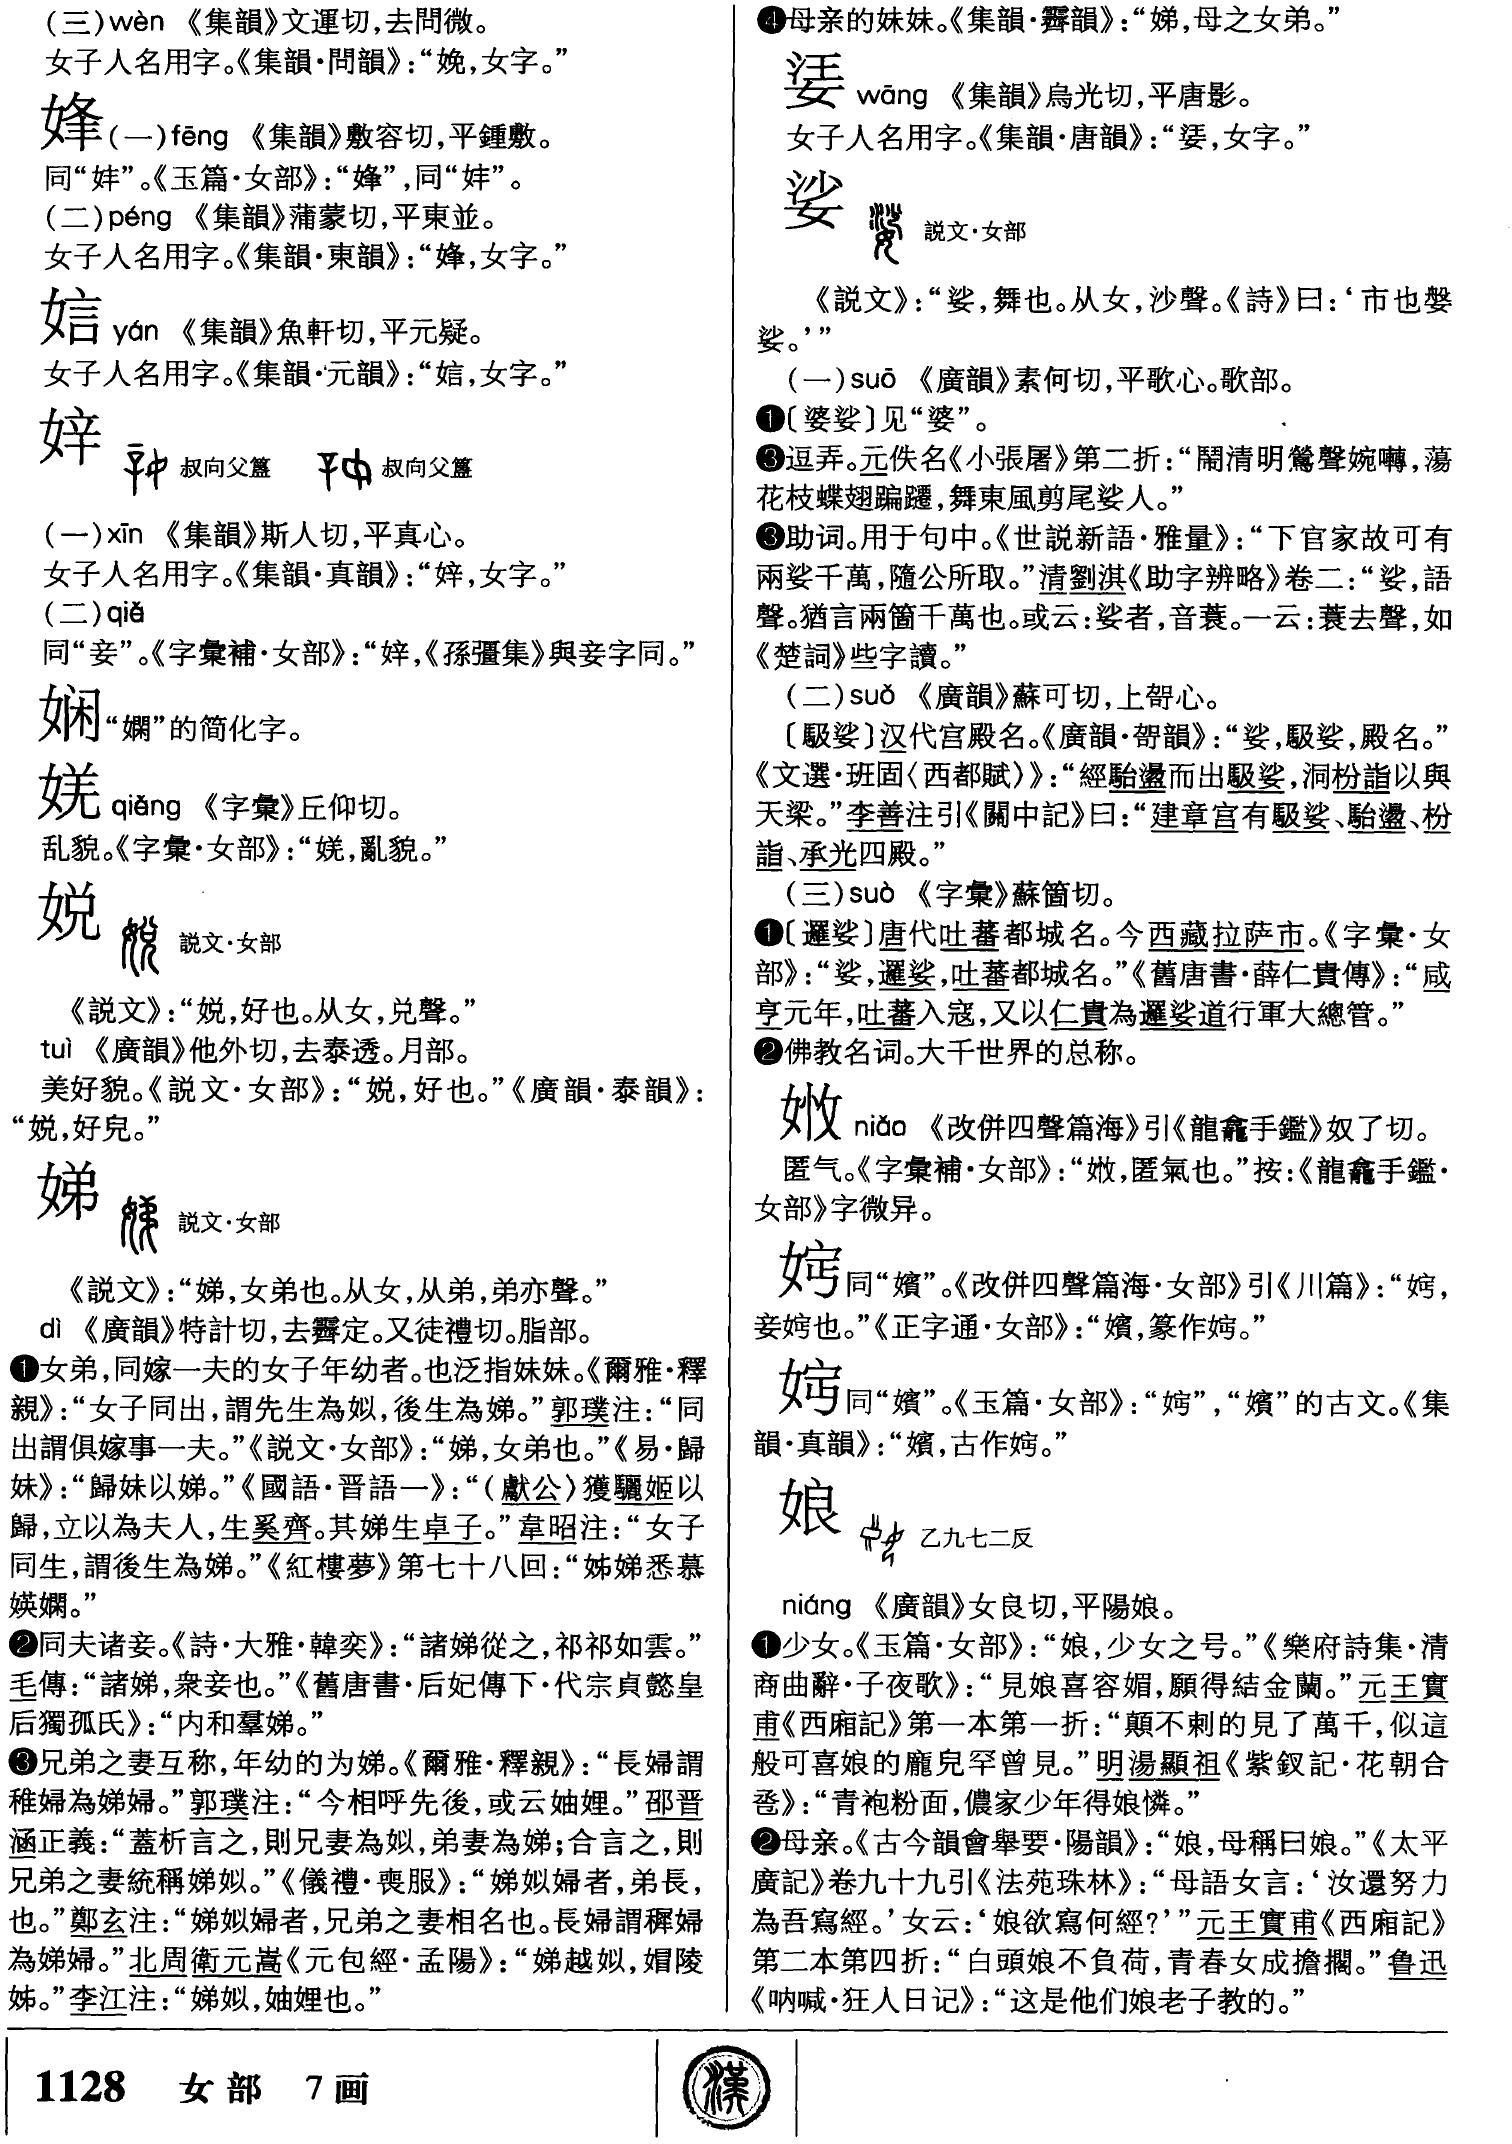 (三)wèn 《集韻》文運切,去問微。
女子人名用字。《集韻·問韻》:“娩,女字。”
㛔(一)fēng 《集韻》敷容切,平鍾敷。
同“妦”。《玉篇·女部》:“㛔”,同“妦”。
(二)péng 《集韻》蒲蒙切,平東並。
女子人名用字。《集韻·東韻》:“㛔,女字。”
𡝙 yán 《集韻》魚軒切,平元疑。
女子人名用字。《集韻·元韻》:“𡝙,女字。”
㛙 叔向父簋 叔向父簋
(一)xīn 《集韻》斯人切,平真心。
女子人名用字。《集韻·真韻》:“㛙,女字。”
(二)qiè
同“妾”。《字彙補·女部》:“㛙,《孫彊集》與妾字同。”
娴“嫻”的简化字。
qiǎng 《字彙》丘仰切。
乱貌。《字彙·女部》:“,亂貌。”
娧 説文·女部
《説文》:“娧,好也。从女,兑聲。”
tuì 《廣韻》他外切,去泰透。月部。
美好貌。《説文·女部》:“娧,好也。”《廣韻·泰韻》:
“娧,好皃。”
娣 説文·女部
《説文》:“娣,女弟也。从女,从弟,弟亦聲。”
dì 《廣韻》特計切,去霽定。又徒禮切。脂部。
❶女弟,同嫁一夫的女子年幼者。也泛指妹妹。《爾雅·釋
親》:“女子同出,謂先生為姒,後生為娣。”郭璞注:“同
出謂俱嫁事一夫。”《説文·女部》:“娣,女弟也。”《易·歸
妹》:“歸妹以娣。”《國語·晋語一》:“(獻公)獲驪姬以
歸,立以為夫人,生奚齊。其娣生卓子。”韋昭注:“女子
同生,謂後生為娣。”《紅樓夢》第七十八回:“姊娣悉慕
媖嫻。”
❷同夫诸妾。《詩·大雅·韓奕》:“諸娣從之,祁祁如雲。”
毛傳:“諸娣,衆妾也。”《舊唐書·后妃傳下·代宗貞懿皇
后獨孤氏》:“内和羣娣。”
❸兄弟之妻互称,年幼的为娣。《爾雅·釋親》:“長婦謂
稚婦為娣婦。”郭璞注:“今相呼先後,或云妯娌。”邵晋
涵正義:“蓋析言之,則兄妻為姒,弟妻為娣;合言之,則
兄弟之妻統稱娣姒。”《儀禮·喪服》:“娣姒婦者,弟長,
也。”鄭玄注:“娣姒婦者,兄弟之妻相名也。長婦謂穉婦
為娣婦。”北周衛元嵩《元包經·孟陽》:“娣越姒,媢陵
姊。”李江注:“娣姒,妯娌也。”
❹母亲的妹妹。《集韻·霽韻》:“娣,母之女弟。”
㳹 wāng 《集韻》烏光切,平唐影。
女子人名用字。《集韻·唐韻》:“,女字。”
娑 説文·女部
《説文》:“娑,舞也。从女,沙聲。《詩》曰:‘市也媻
娑。’”
(一)suō 《廣韻》素何切,平歌心。歌部。
❶〔婆娑〕见“婆”。
❸逗弄。元佚名《小張屠》第二折:“鬧清明鶯聲婉囀,蕩
花枝蝶翅蹁躚,舞東風剪尾娑人。”
❸助词。用于句中。《世説新語·雅量》:“下官家故可有
兩娑千萬,隨公所取。”清劉淇《助字辨略》卷二:“娑,語
聲。猶言兩箇千萬也。或云:娑者,音蓑。一云:蓑去聲,如
《楚詞》些字讀。”
(二)suǒ 《廣韻》蘇可切,上哿心。
〔馺娑〕汉代宫殿名。《廣韻·哿韻》:“娑,馺娑,殿名。”
《文選·班固〈西都賦〉》:“經駘盪而出馺娑,洞枌詣以與
天梁。”李善注引《關中記》曰:“建章宫有馺娑、駘盪、枌
詣、承光四殿。”
(三)suò 《字彙》蘇箇切。
❶〔邏娑〕唐代吐蕃都城名。今西藏拉萨市。《字彙·女
部》:“娑,邏娑,吐蕃都城名。”《舊唐書·薛仁貴傳》:“咸
亨元年,吐蕃入寇,又以仁貴為邏娑道行軍大總管。”
❷佛教名词。大千世界的总称。
niǎo 《改併四聲篇海》引《龍龕手鑑》奴了切。
匿气。《字彙補·女部》:“,匿氣也。”按:《龍龕手鑑·
女部》字微异。
同“嬪”。《改併四聲篇海·女部》引《川篇》:“,
妾也。”《正字通·女部》:“嬪,篆作。”
同“嬪”。《玉篇·女部》:“”,“嬪”的古文。《集
韻·真韻》:“嬪,古作。”
娘 乙九七二反
niáng 《廣韻》女良切,平陽娘。
❶少女。《玉篇·女部》:“娘,少女之号。”《樂府詩集·清
商曲辭·子夜歌》:“見娘喜容媚,願得結金蘭。”元王實
甫《西廂記》第一本第一折:“顛不剌的見了萬千,似這
般可喜娘的龐兒罕曾見。”明湯顯祖《紫釵記·花朝合
卺》:“青袍粉面,儂家少年得娘憐。”
❷母亲。《古今韻會舉要·陽韻》:“娘,母稱曰娘。”《太平
廣記》卷九十九引《法苑珠林》:“母語女言:‘汝還努力
為吾寫經。’女云:‘娘欲寫何經?’”元王實甫《西廂記》
第二本第四折:“白頭娘不負荷,青春女成擔擱。”鲁迅
《呐喊·狂人日记》:“这是他们娘老子教的。”
1128 女部 7画
漢